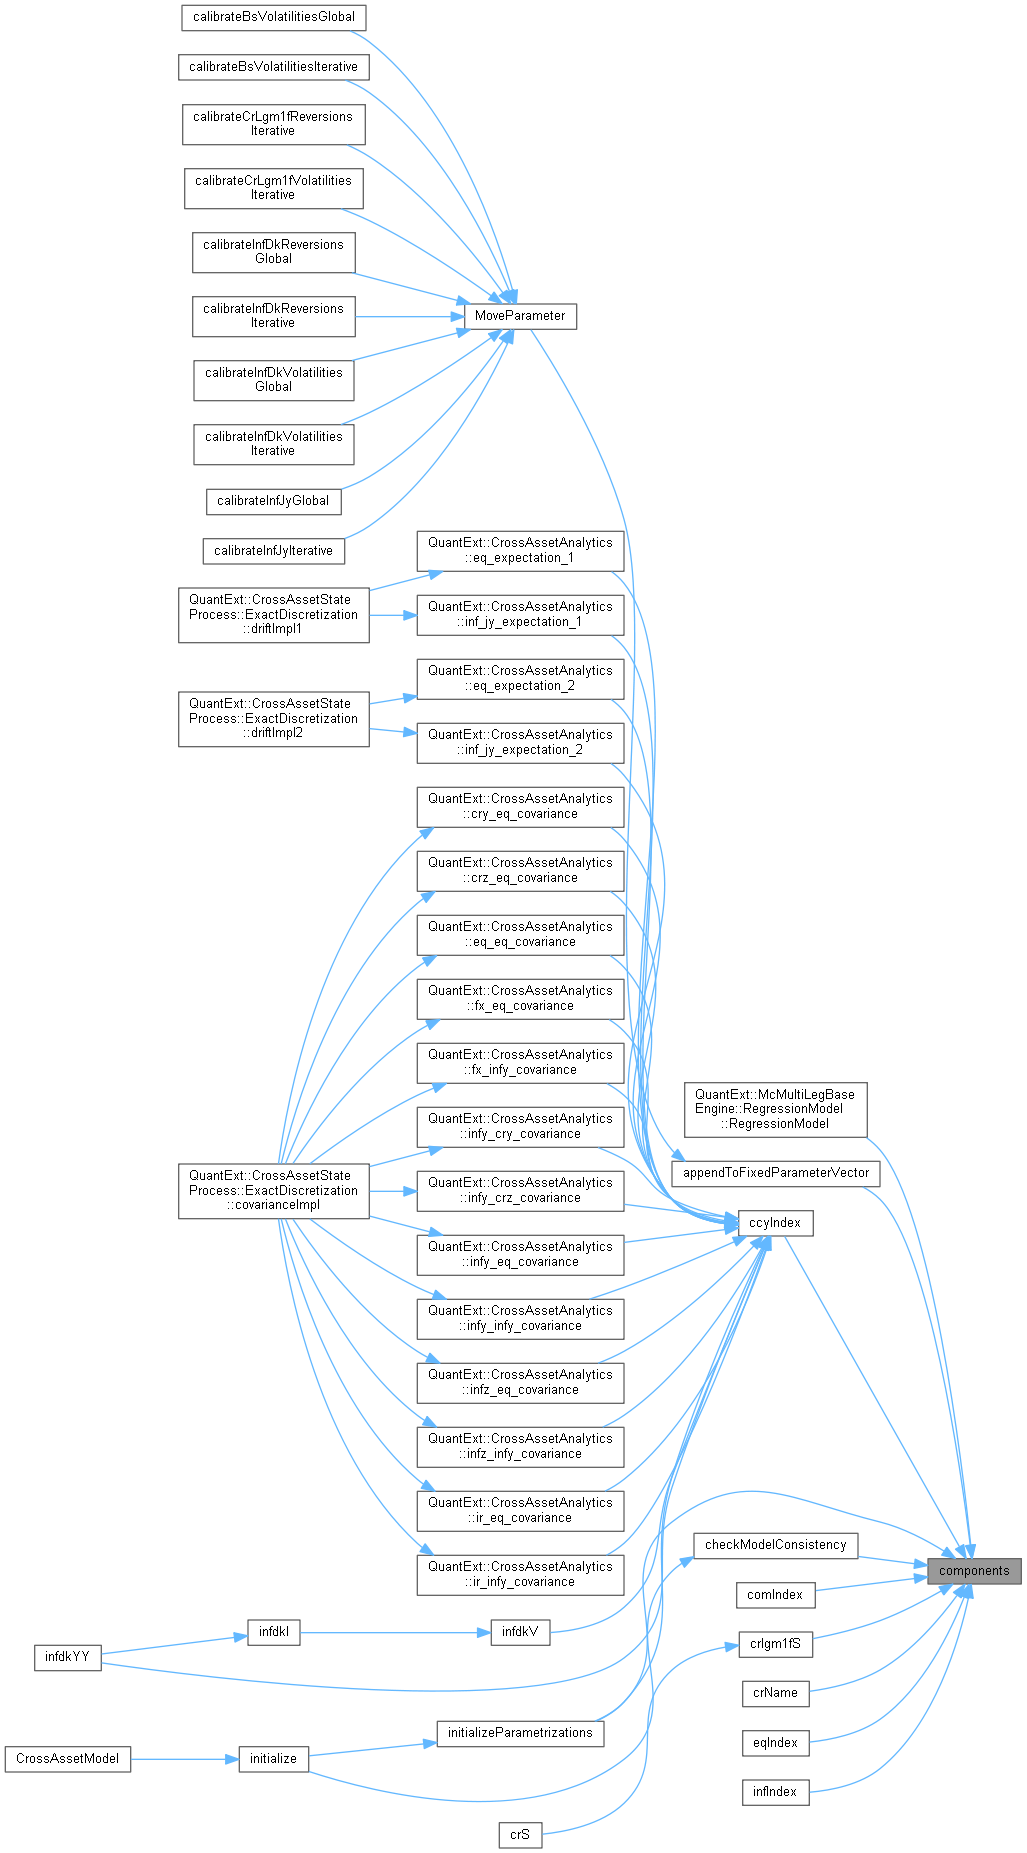 calibrateBsVolatilitiesGlobal
calibrateBsVolatilitiesIterative
calibrateCrLgm1fReversions
Iterative
calibrateCrLgm1fVolatilities
Iterative
calibrateInfDkReversions
Global
calibrateInfDkReversions
Iterative
MoveParameter
calibrateInfDkVolatilities
Global
calibrateInfDkVolatilities
Iterative
calibrateInfJyGlobal
calibrateInfJyIterative
QuantExt::CrossAssetAnalytics
::eq_expectation_1
QuantExt::CrossAssetState
Process::ExactDiscretization
::driftImpl1
QuantExt::CrossAssetAnalytics
::inf_jy_expectation_1
QuantExt::CrossAssetAnalytics
::eq_expectation_2
QuantExt::CrossAssetState
Process::ExactDiscretization
::driftImpl2
QuantExt::CrossAssetAnalytics
::inf_jy_expectation_2
QuantExt::CrossAssetAnalytics
::cry_eq_covariance
QuantExt::CrossAssetAnalytics
::crz_eq_covariance
QuantExt::CrossAssetAnalytics
::eq_eq_covariance
QuantExt::CrossAssetAnalytics
::fx_eq_covariance
QuantExt::CrossAssetAnalytics
::fx_infy_covariance
QuantExt::McMultiLegBase
Engine::RegressionModel
::RegressionModel
QuantExt::CrossAssetAnalytics
::infy_cry_covariance
appendToFixedParameterVector
QuantExt::CrossAssetState
Process::ExactDiscretization
::covarianceImpl
QuantExt::CrossAssetAnalytics
::infy_crz_covariance
ccyIndex
QuantExt::CrossAssetAnalytics
::infy_eq_covariance
QuantExt::CrossAssetAnalytics
::infy_infy_covariance
QuantExt::CrossAssetAnalytics
::infz_eq_covariance
QuantExt::CrossAssetAnalytics
::infz_infy_covariance
QuantExt::CrossAssetAnalytics
::ir_eq_covariance
checkModelConsistency
QuantExt::CrossAssetAnalytics
::ir_infy_covariance
components
comIndex
infdkI
infdkV
crlgm1fS
infdkYY
crName
initializeParametrizations
eqIndex
CrossAssetModel
initialize
infIndex
crS